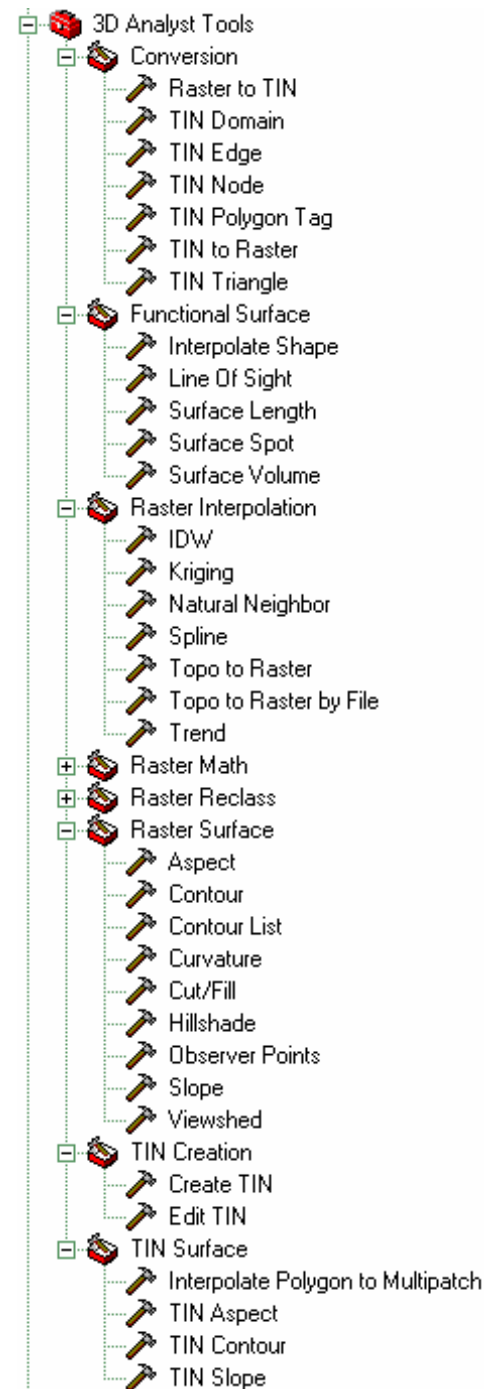 3D Analyst Tools
Conversion
Raster to TIN
TIN Domain
TIN Edge
TIN Node
TIN Polygon Tag
TIN to Raster
TIN Triangle
Functional Surface
Interpolate Shape
Line Of Sight
Surface Length
Surface Spot
Surface Volume
Raster Interpolation
IDW
Kriging
Natural Neighbor
Spline
Topo to Raster
Topo to Raster by File
Trend
Raster Math
Raster Reclass
Raster Surface
Aspect
Contour
Contour List
Curvature
Cut/Fill
Hillshade
Observer Points
Slope
Viewshed
TIN Creation
Create TIN
Edit TIN
TIN Surface
Interpolate Polygon to Multipatch
TIN Aspect
TIN Contour
TIN Slope